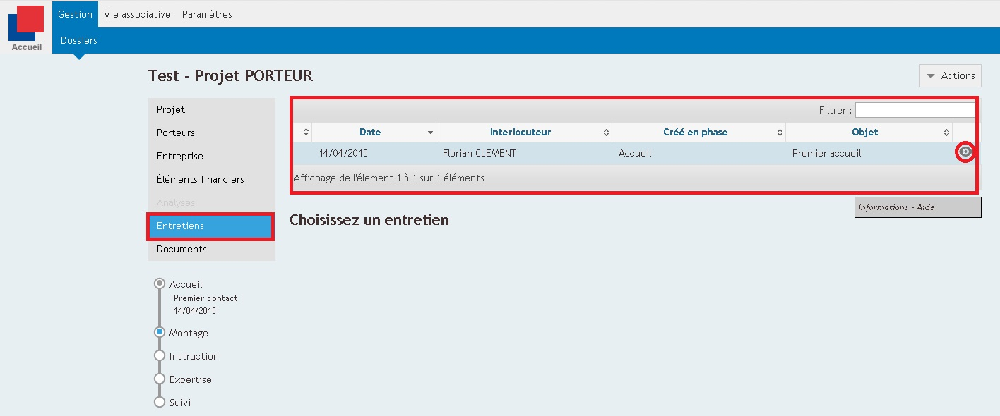 Gestion Vie associative Paramètres
Accueil
Dossiers
Test - Projet PORTEUR
Actions
Projet
Porteurs
Entreprise
Éléments financiers
Analyses
Entretiens
Documents
Filtrer :
Date Interlocuteur Créé en phase Objet
14/04/2015 Florian CLEMENT Accueil Premier accueil
Affichage de l'élement 1 à 1 sur 1 éléments
Informations - Aide
Choisissez un entretien
Accueil
Premier contact :
14/04/2015
Montage
Instruction
Expertise
Suivi